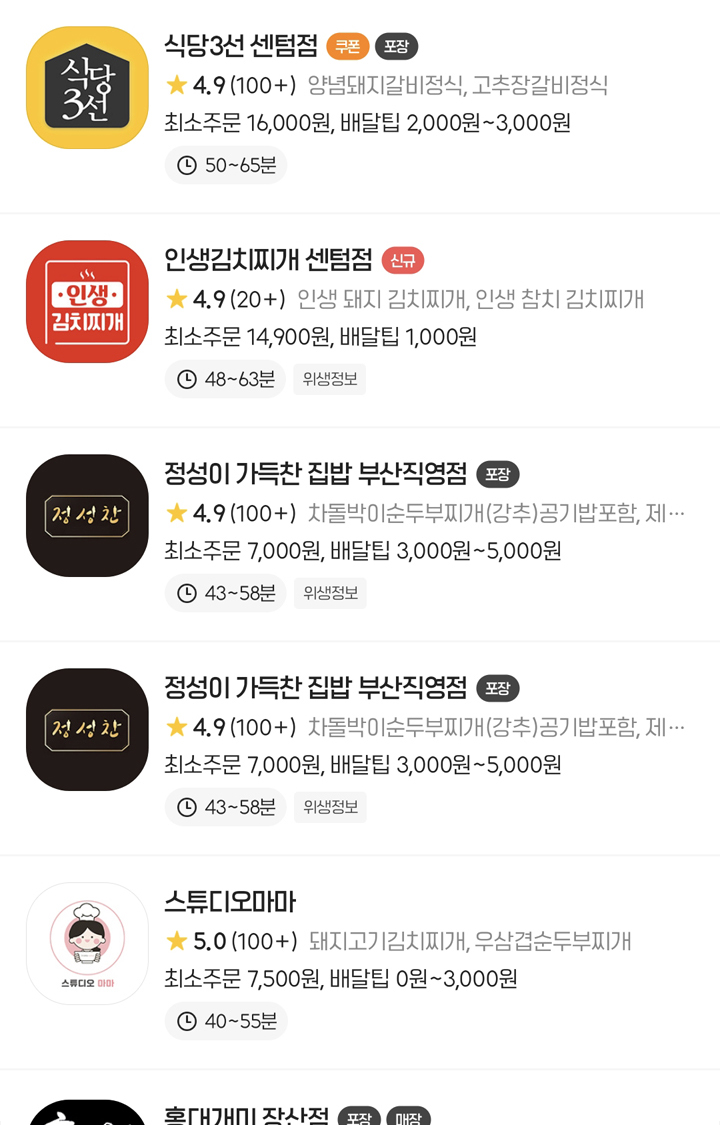 식당
3선
식당3선 센텀점 쿠폰 포장
4.9(100+) 양념돼지갈비정식, 고추장갈비정식
최소주문 16,000원, 배달팁 2,000원~3,000원
50~65분
인생
김치찌개
인생김치찌개 센텀점 신규
4.9(20+) 인생 돼지 김치찌개, 인생 참치 김치찌개
최소주문 14,900원, 배달팁 1,000원
48~63분 위생정보
정성찬
정성이 가득찬 집밥 부산직영점 포장
4.9(100+) 차돌박이순두부찌개(강추)공기밥포함, 제···
최소주문 7,000원, 배달팁 3,000원~5,000원
43~58분 위생정보
정성찬
정성이 가득찬 집밥 부산직영점 포장
4.9(100+) 차돌박이순두부찌개(강추)공기밥포함, 제···
최소주문 7,000원, 배달팁 3,000원~5,000원
43~58분 위생정보
스튜디오 마마
스튜디오마마
5.0(100+) 돼지고기김치찌개, 우삼겹순두부찌개
최소주문 7,500원, 배달팁 0원~3,000원
40~55분
홍대개미 장산점 포장 매장